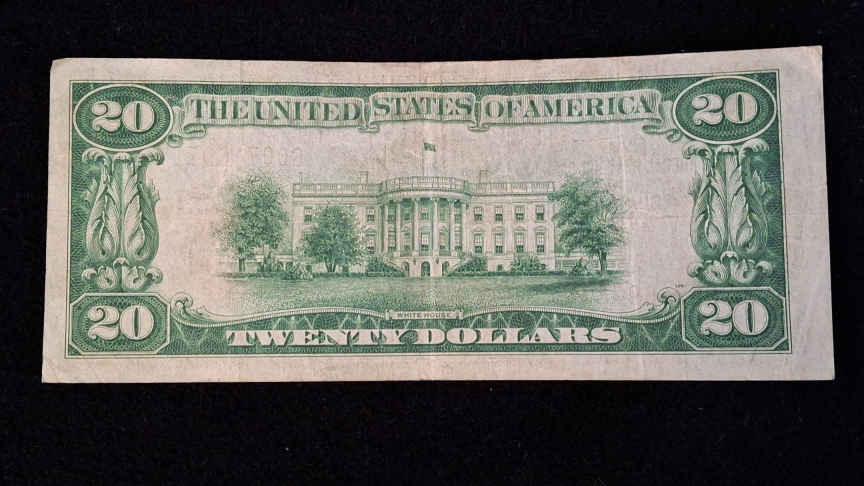 20 THE UNITED STATES OF AMERICA 20
WHITE HOUSE
20 TWENTY DOLLARS 20